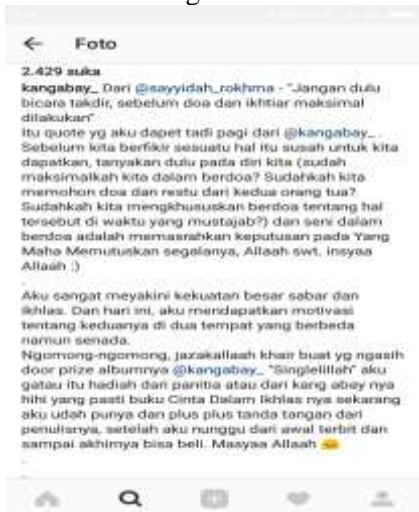 Foto
2.429 suka
kangabay_ Dari @sayyidah_rokhma - "Jangan dulu
bicara takdir, sebelum doa dan ikhtiar maksimal
dilakukan"
Itu quote yg aku dapet tadi pagi dari @kangabay_ .
Sebelum kita berfikir sesuatu hal itu susah untuk kita
dapatkan, tanyakan dulu pada diri kita (sudah
maksimalkah kita dalam berdoa? Sudahkah kita
memohon doa dan restu dari kedua orang tua?
Sudahkah kita mengkhususkan berdoa tentang hal
tersebut di waktu yang mustajab?) dan seni dalam
berdoa adalah memasrahkan keputusan pada Yang
Maha Memutuskan segalanya, Allaah swt. insyaa
Allaah :)
.
Aku sangat meyakini kekuatan besar sabar dan
ikhlas. Dan hari ini, aku mendapatkan motivasi
tentang keduanya di dua tempat yang berbeda
namun senada.
Ngomong-ngomong, jazakallaah khair buat yg ngasih
door prize albumnya @kangabay_ "Singlelillah" aku
gatau itu hadiah dari panitia atau dari kang abay nya
hihi yang pasti buku Cinta Dalam Ikhlas nya sekarang
aku udah punya dan plus plus tanda tangan dari
penulisnya, setelah aku nunggu dari awal terbit dan
sampai akhirnya bisa beli. Maasyaa Allaah 😄
.
.